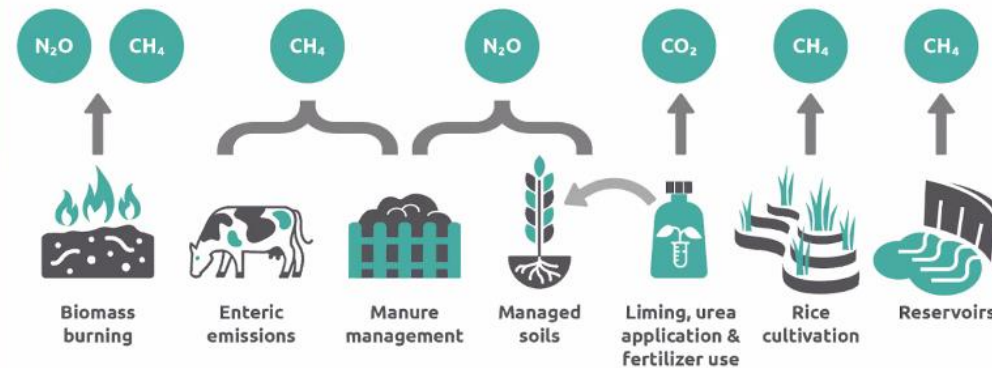 N₂O
CH₄
CH₄
N₂O
CO₂
CH₄
CH₄
Biomass
burning
Enteric
emissions
Manure
management
Managed
soils
Liming, urea
application &
fertilizer use
Rice
cultivation
Reservoirs